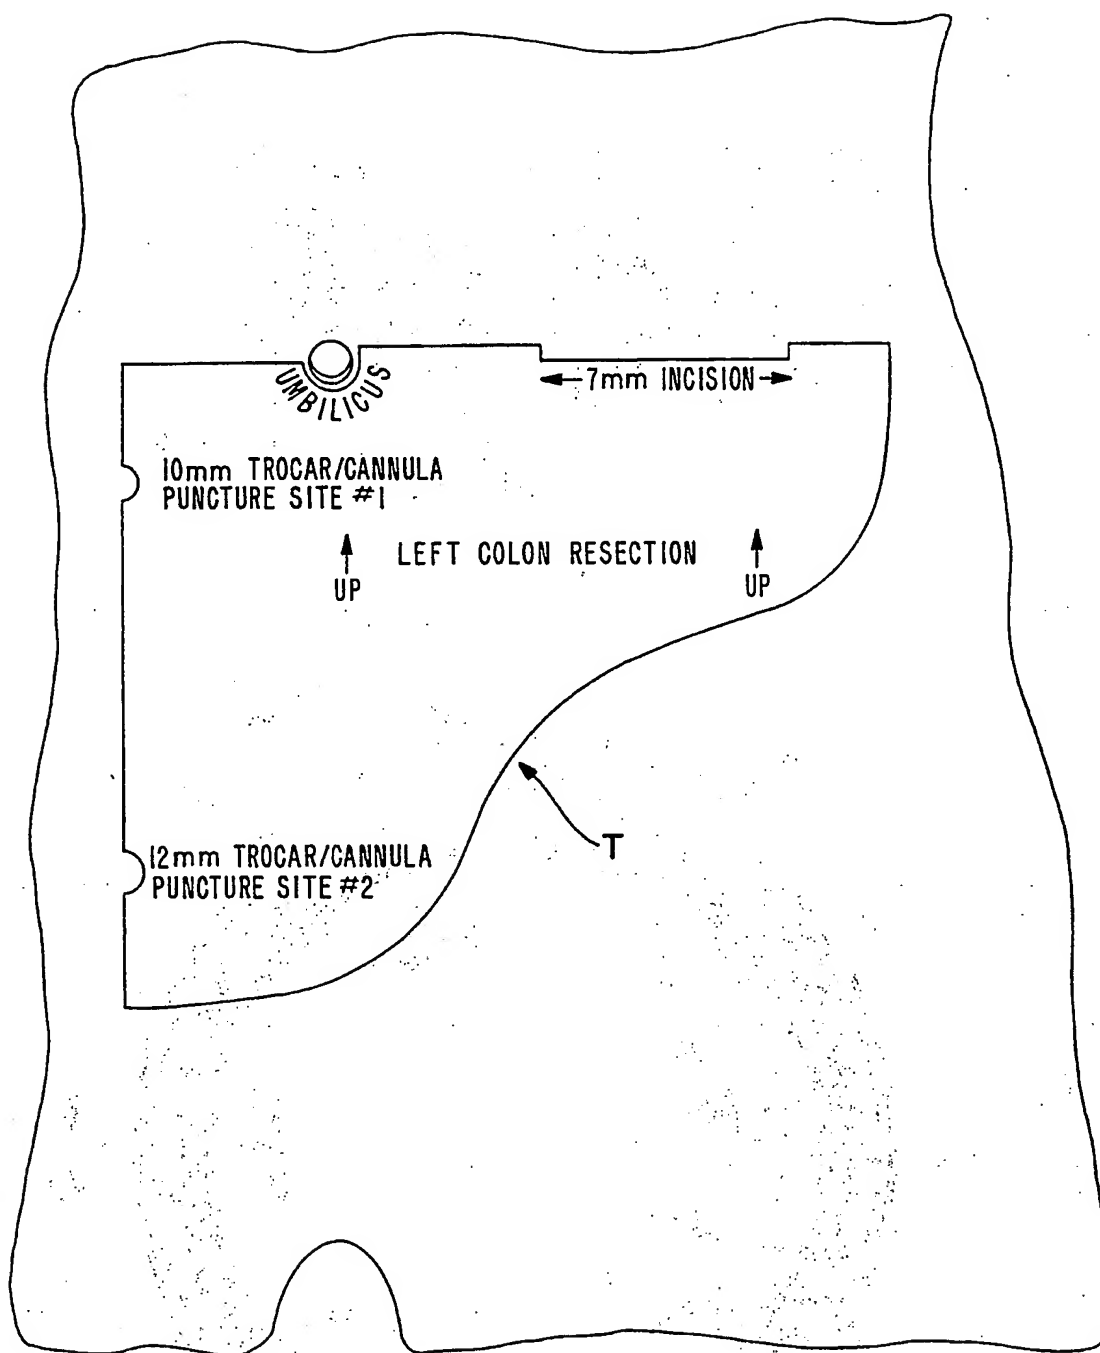 UMBILICUS
7mm INCISION
10mm TROCAR/CANNULA
PUNCTURE SITE #1
LEFT COLON RESECTION
UP
UP
T
12mm TROCAR/CANNULA
PUNCTURE SITE #2